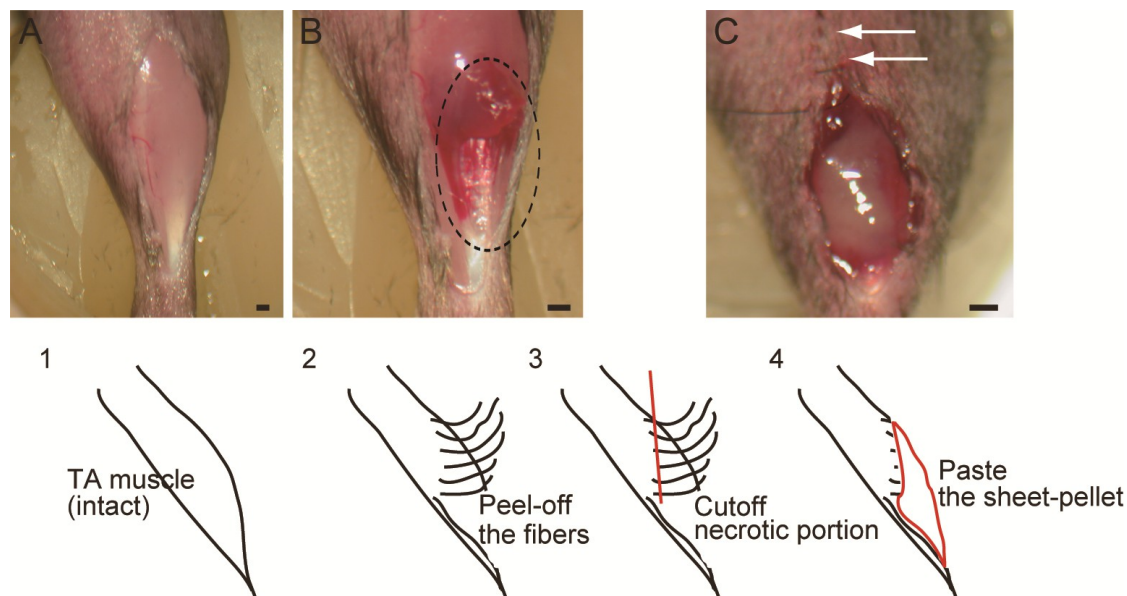 A
B
C
1
2
3
4
TA muscle
(intact)
Peel-off
the fibers
Cutoff
necrotic portion
Paste
the sheet-pellet